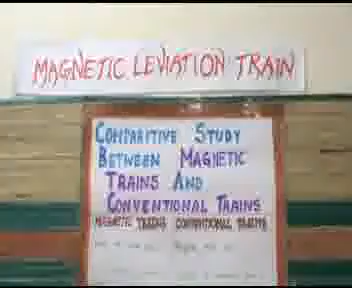 MAGNETIC LEVIATION TRAIN
COMPARITIVE STUDY
BETWEEN MAGNETIC
TRAINS AND
CONVENTIONAL TRAINS
MAGNETIC TRAINS CONVENTIONAL TRAINS